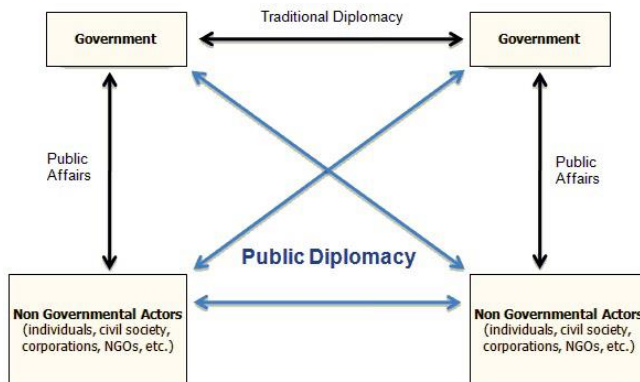 Traditional Diplomacy
Government
Government
Public
Affairs
Public
Affairs
Public Diplomacy
Non Governmental Actors
(individuals, civil society,
corporations, NGOs, etc.)
Non Governmental Actors
(individuals, civil society,
corporations, NGOs, etc.)